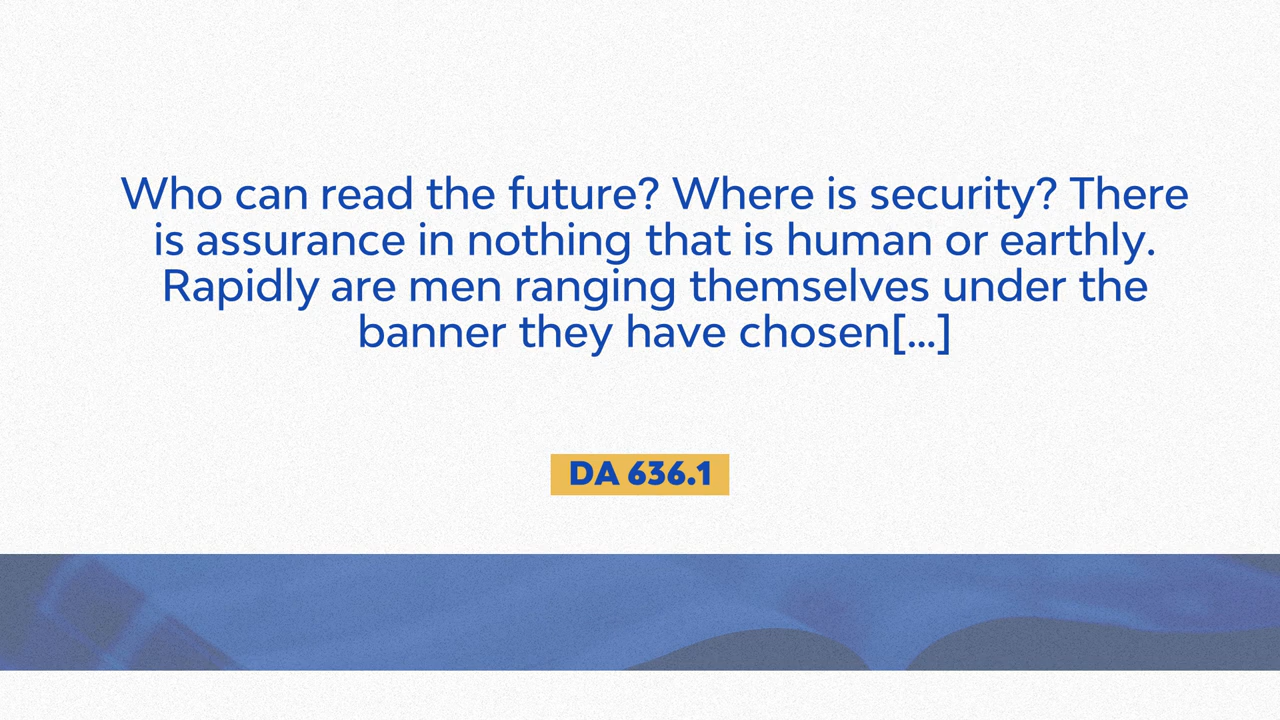 Who can read the future? Where is security? There
is assurance in nothing that is human or earthly.
Rapidly are men ranging themselves under the
banner they have chosen[...]
DA 636.1